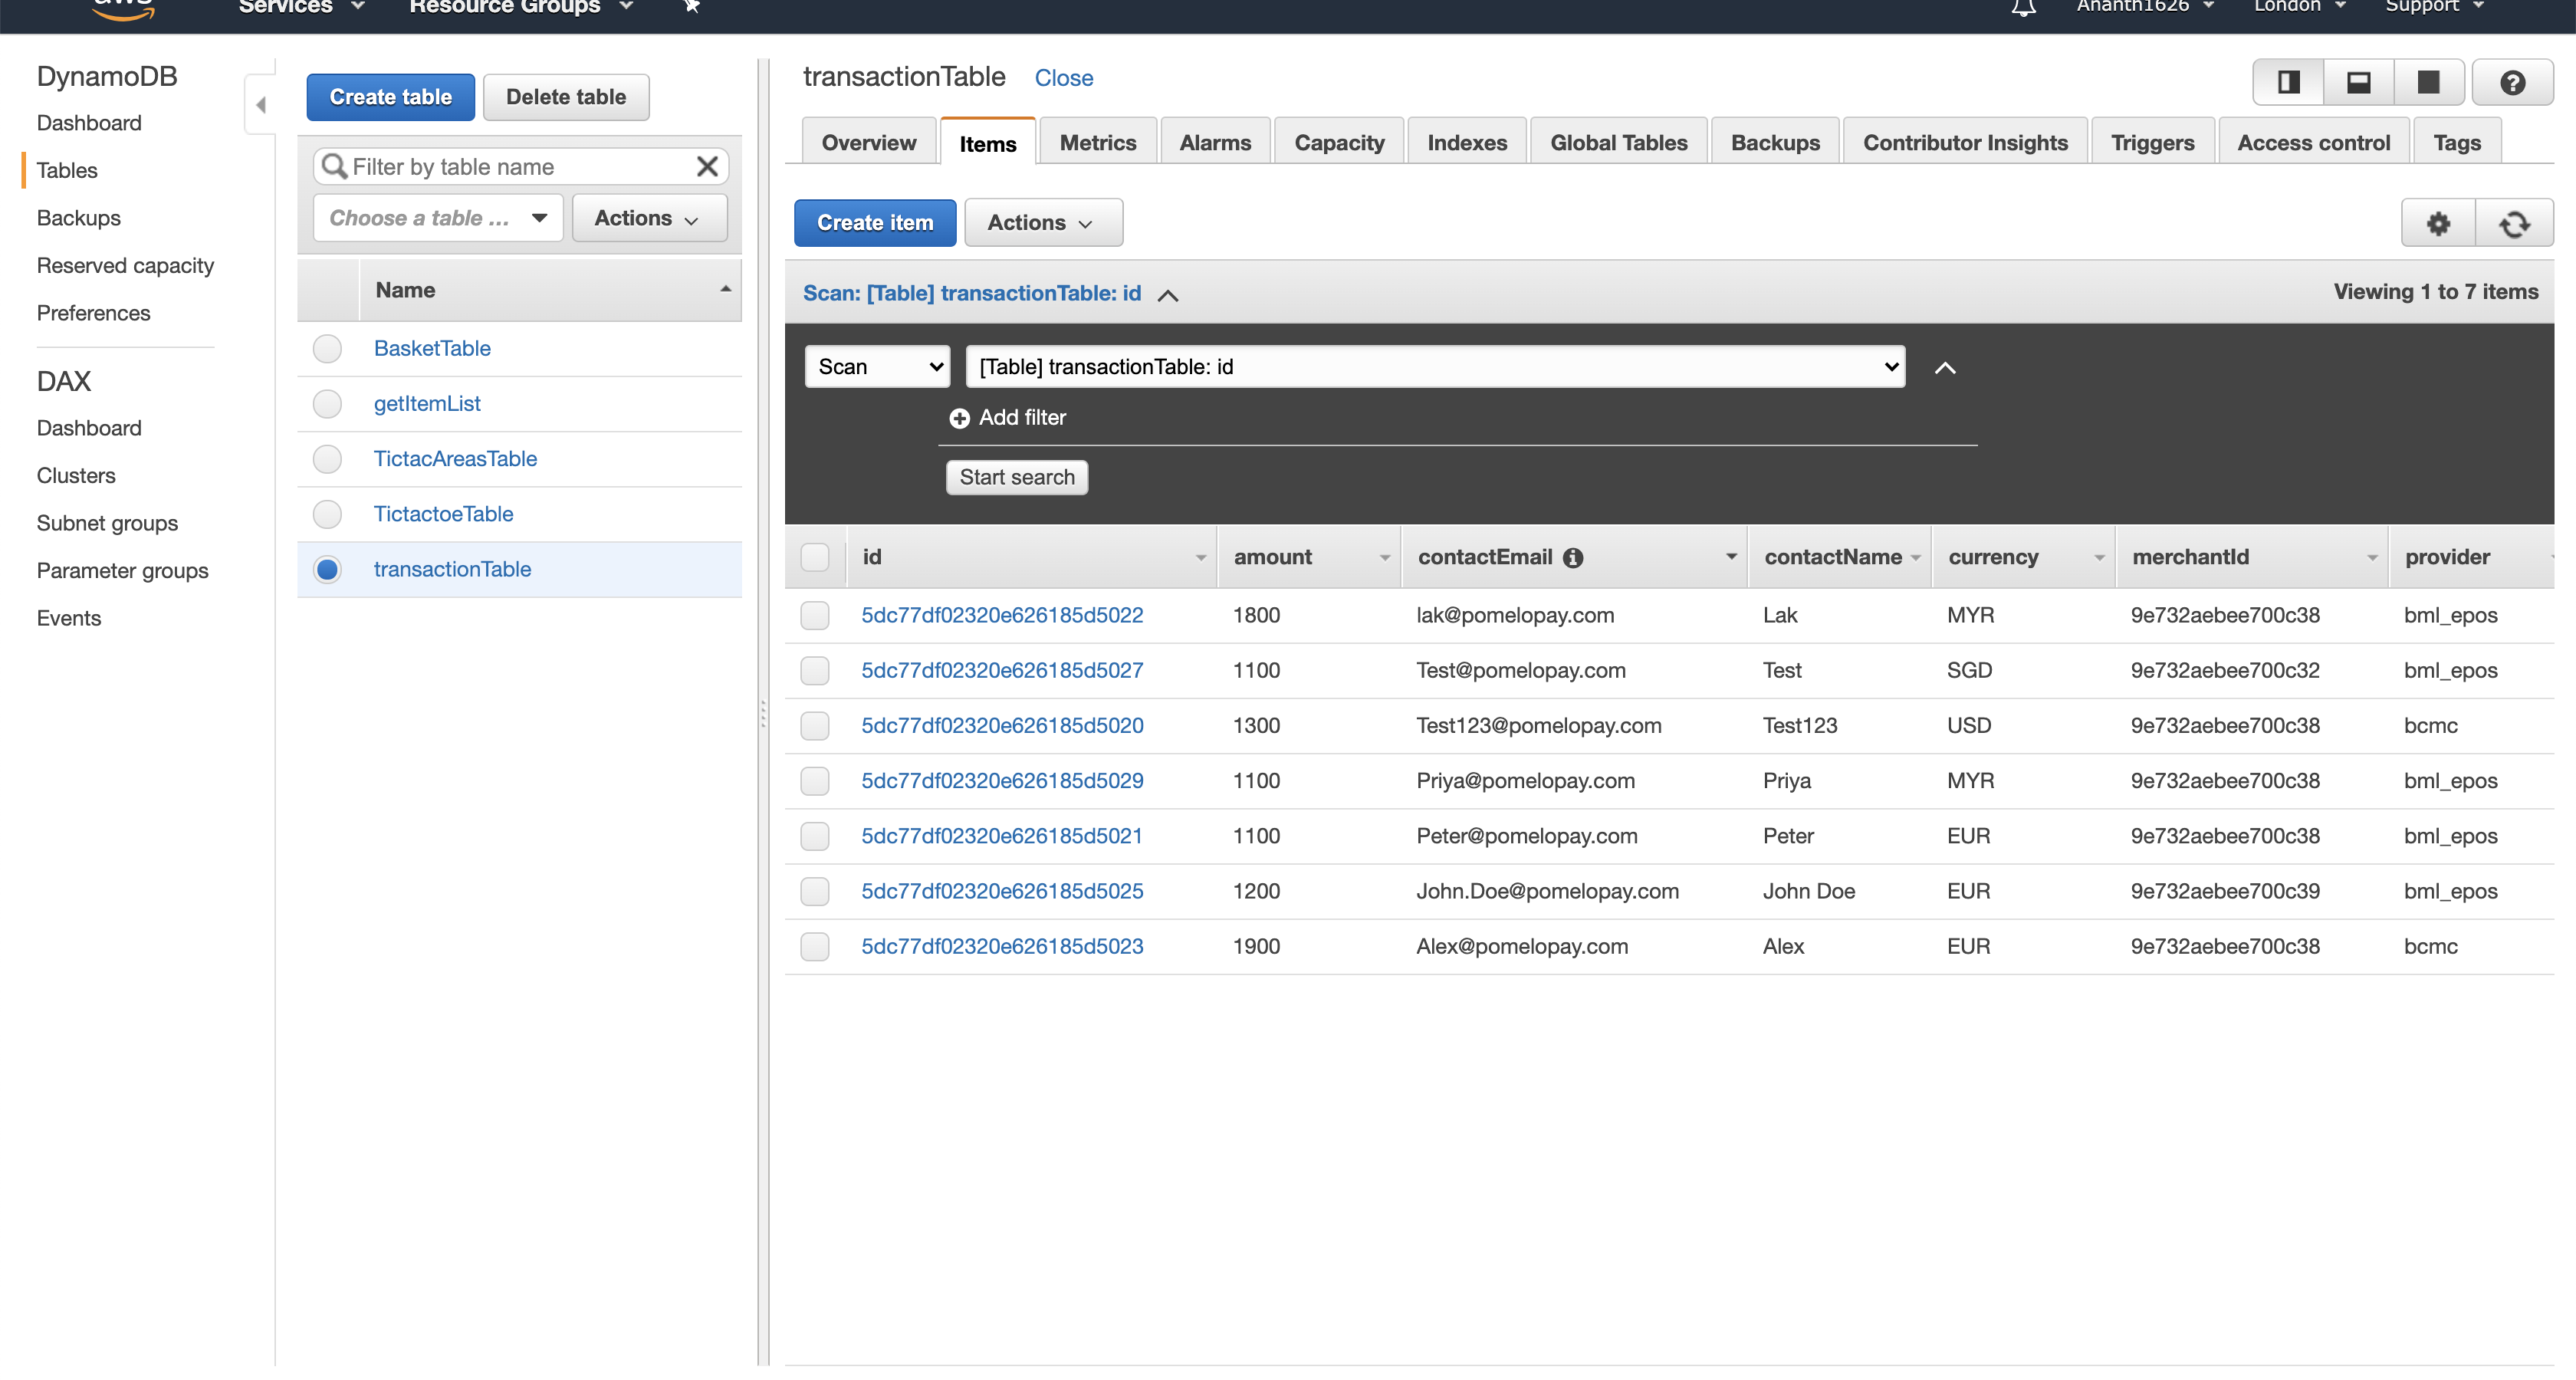 aws
Services
Resource Groups
Ananth1626
London
Support
DynamoDB
Dashboard
Tables
Backups
Reserved capacity
Preferences
DAX
Dashboard
Clusters
Subnet groups
Parameter groups
Events
Create table
Delete table
Filter by table name
Choose a table ...
Actions
Name
BasketTable
getItemList
TictacAreasTable
TictactoeTable
transactionTable
transactionTable Close
Overview Items Metrics Alarms Capacity Indexes Global Tables Backups Contributor Insights Triggers Access control Tags
Create item Actions
Scan: [Table] transactionTable: id
Viewing 1 to 7 items
Scan [Table] transactionTable: id
Add filter
Start search
id amount contactEmail contactName currency merchantId provider
5dc77df02320e626185d5022 1800 lak@pomelopay.com Lak MYR 9e732aebee700c38 bml_epos
5dc77df02320e626185d5027 1100 Test@pomelopay.com Test SGD 9e732aebee700c32 bml_epos
5dc77df02320e626185d5020 1300 Test123@pomelopay.com Test123 USD 9e732aebee700c38 bcmc
5dc77df02320e626185d5029 1100 Priya@pomelopay.com Priya MYR 9e732aebee700c38 bml_epos
5dc77df02320e626185d5021 1100 Peter@pomelopay.com Peter EUR 9e732aebee700c38 bml_epos
5dc77df02320e626185d5025 1200 John.Doe@pomelopay.com John Doe EUR 9e732aebee700c39 bml_epos
5dc77df02320e626185d5023 1900 Alex@pomelopay.com Alex EUR 9e732aebee700c38 bcmc